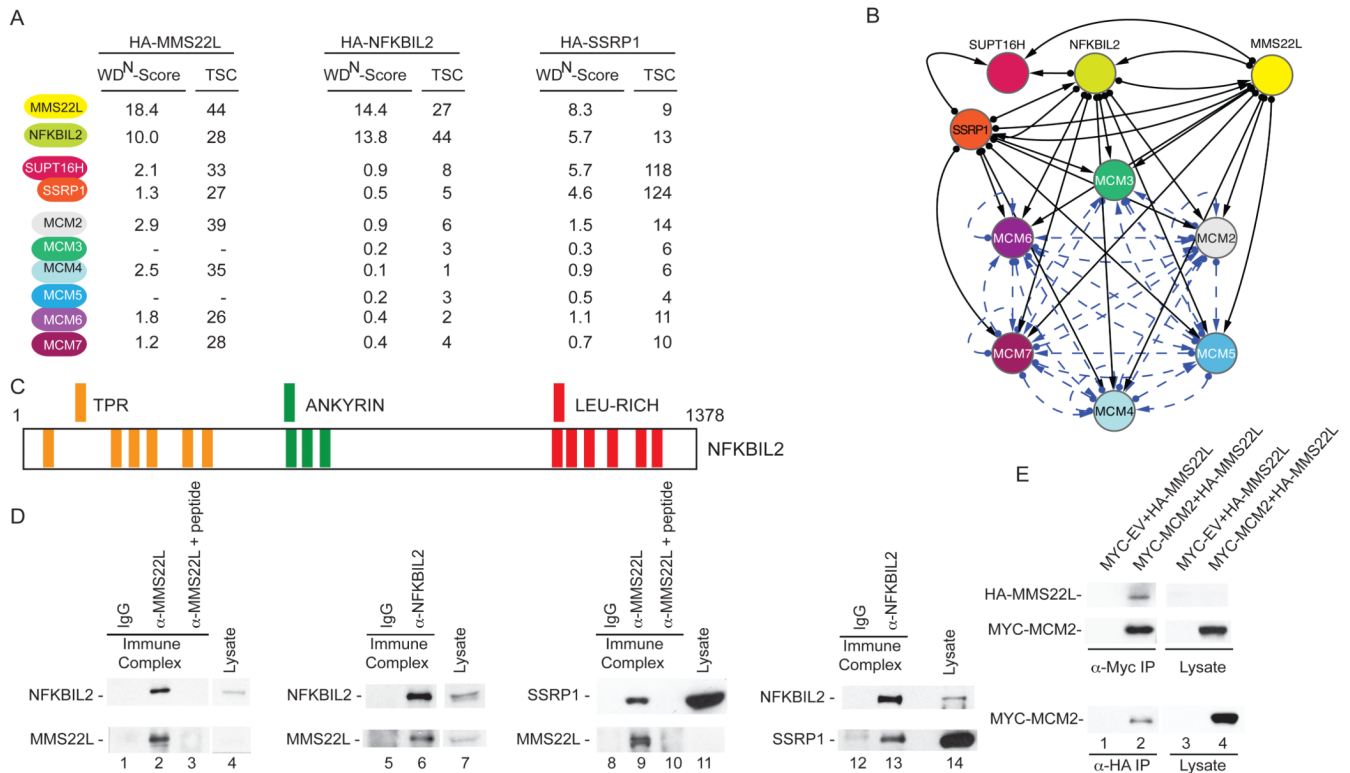 A
HA-MMS22L HA-NFKBIL2 HA-SSRP1
WDN-Score TSC WDN-Score TSC WDN-Score TSC
MMS22L 18.4 44 14.4 27 8.3 9
NFKBIL2 10.0 28 13.8 44 5.7 13
SUPT16H 2.1 33 0.9 8 5.7 118
SSRP1 1.3 27 0.5 5 4.6 124
MCM2 2.9 39 0.9 6 1.5 14
MCM3 - - 0.2 3 0.3 6
MCM4 2.5 35 0.1 1 0.9 6
MCM5 - - 0.2 3 0.5 4
MCM6 1.8 26 0.4 2 1.1 11
MCM7 1.2 28 0.4 4 0.7 10
B
SUPT16H NFKBIL2 MMS22L
SSRP1
MCM3
MCM6 MCM2
MCM7 MCM5
MCM4
C
TPR ANKYRIN LEU-RICH
1 1378
NFKBIL2
D
IgG
α-MMS22L
α-MMS22L + peptide
Lysate
Immune
Complex
NFKBIL2 -
MMS22L -
1 2 3 4
IgG
α-NFKBIL2
Lysate
Immune
Complex
NFKBIL2 -
MMS22L -
5 6 7
IgG
α-MMS22L
α-MMS22L + peptide
Lysate
Immune
Complex
SSRP1 -
MMS22L -
8 9 10 11
IgG
α-NFKBIL2
Lysate
Immune
Complex
NFKBIL2 -
SSRP1 -
12 13 14
E
MYC-EV+HA-MMS22L
MYC-MCM2+HA-MMS22L
MYC-EV+HA-MMS22L
MYC-MCM2+HA-MMS22L
HA-MMS22L-
MYC-MCM2-
α-Myc IP Lysate
MYC-MCM2-
1 2 3 4
α-HA IP Lysate